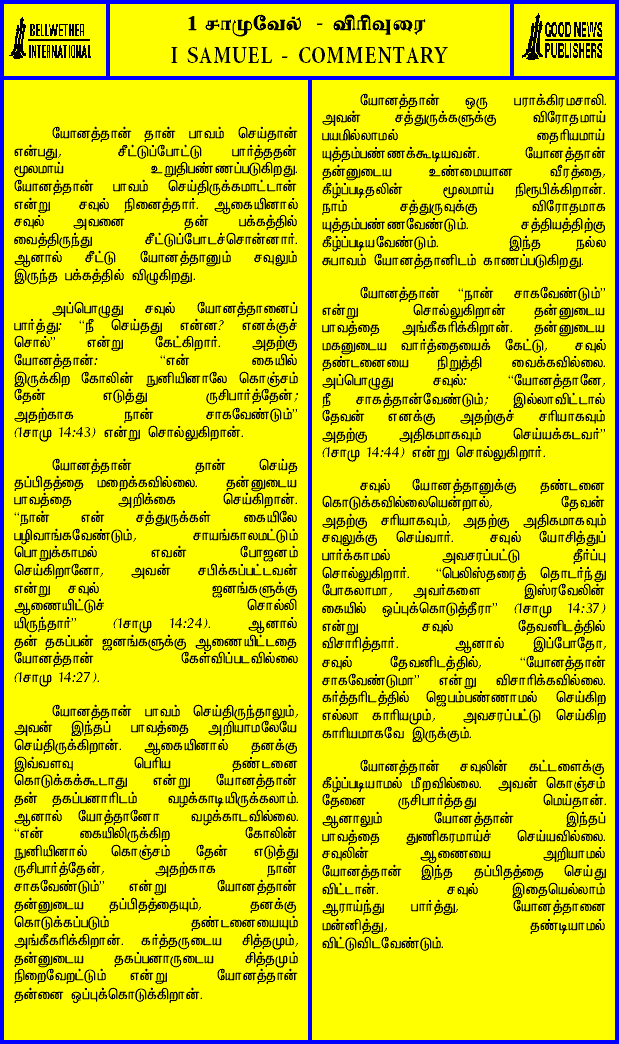 BELLWETHER
INTERNATIONAL
1 சாமுவேல் - விரிவுரை
I SAMUEL - COMMENTARY
GOOD NEWS
PUBLISHERS
யோனத்தான் தான் பாவம் செய்தான்
என்பது, சீட்டுப்போட்டு பார்த்ததன்
மூலமாய் உறுதிபண்ணப்படுகிறது.
யோனத்தான் பாவம் செய்திருக்கமாட்டான்
என்று சவுல் நினைத்தார். ஆகையினால்
சவுல் அவனை தன் பக்கத்தில்
வைத்திருந்து சீட்டுப்போடச்சொன்னார்.
ஆனால் சீட்டு யோனத்தானும் சவுலும்
இருந்த பக்கத்தில் விழுகிறது.
அப்பொழுது சவுல் யோனத்தானைப்
பார்த்து: "நீ செய்தது என்ன? எனக்குச்
சொல்" என்று கேட்கிறார். அதற்கு
யோனத்தான்: "என் கையில்
இருக்கிற கோலின் நுனியினாலே கொஞ்சம்
தேன் எடுத்து ருசிபார்த்தேன்;
அதற்காக நான் சாகவேண்டும்"
(1சாமு 14:43) என்று சொல்லுகிறான்.
யோனத்தான் தான் செய்த
தப்பிதத்தை மறைக்கவில்லை. தன்னுடைய
பாவத்தை அறிக்கை செய்கிறான்.
"நான் என் சத்துருக்கள் கையிலே
பழிவாங்கவேண்டும், சாயங்காலமட்டும்
பொறுக்காமல் எவன் போஜனம்
செய்கிறானோ, அவன் சபிக்கப்பட்டவன்
என்று சவுல் ஜனங்களுக்கு
ஆணையிட்டுச் சொல்லி
யிருந்தார்" (1சாமு 14:24). ஆனால்
தன் தகப்பன் ஜனங்களுக்கு ஆணையிட்டதை
யோனத்தான் கேள்விப்படவில்லை
(1சாமு 14:27).
யோனத்தான் பாவம் செய்திருந்தாலும்,
அவன் இந்தப் பாவத்தை அறியாமலேயே
செய்திருக்கிறான். ஆகையினால் தனக்கு
இவ்வளவு பெரிய தண்டனை
கொடுக்கக்கூடாது என்று யோனத்தான்
தன் தகப்பனாரிடம் வழக்காடியிருக்கலாம்.
ஆனால் யோத்தானோ வழக்காடவில்லை.
"என் கையிலிருக்கிற கோலின்
நுனியினால் கொஞ்சம் தேன் எடுத்து
ருசிபார்த்தேன், அதற்காக நான்
சாகவேண்டும்" என்று யோனத்தான்
தன்னுடைய தப்பிதத்தையும், தனக்கு
கொடுக்கப்படும் தண்டனையையும்
அங்கீகரிக்கிறான். கர்த்தருடைய சித்தமும்,
தன்னுடைய தகப்பனாருடைய சித்தமும்
நிறைவேறட்டும் என்று யோனத்தான்
தன்னை ஒப்புக்கொடுக்கிறான்.
யோனத்தான் ஒரு பராக்கிரமசாலி.
அவன் சத்துருக்களுக்கு விரோதமாய்
பயமில்லாமல் தைரியமாய்
யுத்தம்பண்ணக்கூடியவன். யோனத்தான்
தன்னுடைய உண்மையான வீரத்தை,
கீழ்ப்படிதலின் மூலமாய் நிரூபிக்கிறான்.
நாம் சத்துருவுக்கு விரோதமாக
யுத்தம்பண்ணவேண்டும். சத்தியத்திற்கு
கீழ்ப்படியவேண்டும். இந்த நல்ல
சுபாவம் யோனத்தானிடம் காணப்படுகிறது.
யோனத்தான் "நான் சாகவேண்டும்"
என்று சொல்லுகிறான் தன்னுடைய
பாவத்தை அங்கீகரிக்கிறான். தன்னுடைய
மகனுடைய வார்த்தையைக் கேட்டு, சவுல்
தண்டனையை நிறுத்தி வைக்கவில்லை.
அப்பொழுது சவுல்: "யோனத்தானே,
நீ சாகத்தான்வேண்டும்; இல்லாவிட்டால்
தேவன் எனக்கு அதற்குச் சரியாகவும்
அதற்கு அதிகமாகவும் செய்யக்கடவர்"
(1சாமு 14:44) என்று சொல்லுகிறார்.
சவுல் யோனத்தானுக்கு தண்டனை
கொடுக்கவில்லையென்றால், தேவன்
அதற்கு சரியாகவும், அதற்கு அதிகமாகவும்
சவுலுக்கு செய்வார். சவுல் யோசித்துப்
பார்க்காமல் அவசரப்பட்டு தீர்ப்பு
சொல்லுகிறார். "பெலிஸ்தரைத் தொடர்ந்து
போகலாமா, அவர்களை இஸ்ரவேலின்
கையில் ஒப்புக்கொடுத்தீரா" (1சாமு 14:37)
என்று சவுல் தேவனிடத்தில்
விசாரித்தார். ஆனால் இப்போதோ,
சவுல் தேவனிடத்தில், "யோனத்தான்
சாகவேண்டுமா" என்று விசாரிக்கவில்லை.
கர்த்தரிடத்தில் ஜெபம்பண்ணாமல் செய்கிற
எல்லா காரியமும், அவசரப்பட்டு செய்கிற
காரியமாகவே இருக்கும்.
யோனத்தான் சவுலின் கட்டளைக்கு
கீழ்ப்படியாமல் மீறவில்லை. அவன் கொஞ்சம்
தேனை ருசிபார்த்தது மெய்தான்.
ஆனாலும் யோனத்தான் இந்தப்
பாவத்தை துணிகரமாய்ச் செய்யவில்லை.
சவுலின் ஆணையை அறியாமல்
யோனத்தான் இந்த தப்பிதத்தை செய்து
விட்டான். சவுல் இதையெல்லாம்
ஆராய்ந்து பார்த்து, யோனத்தானை
மன்னித்து, தண்டியாமல்
விட்டுவிடவேண்டும்.